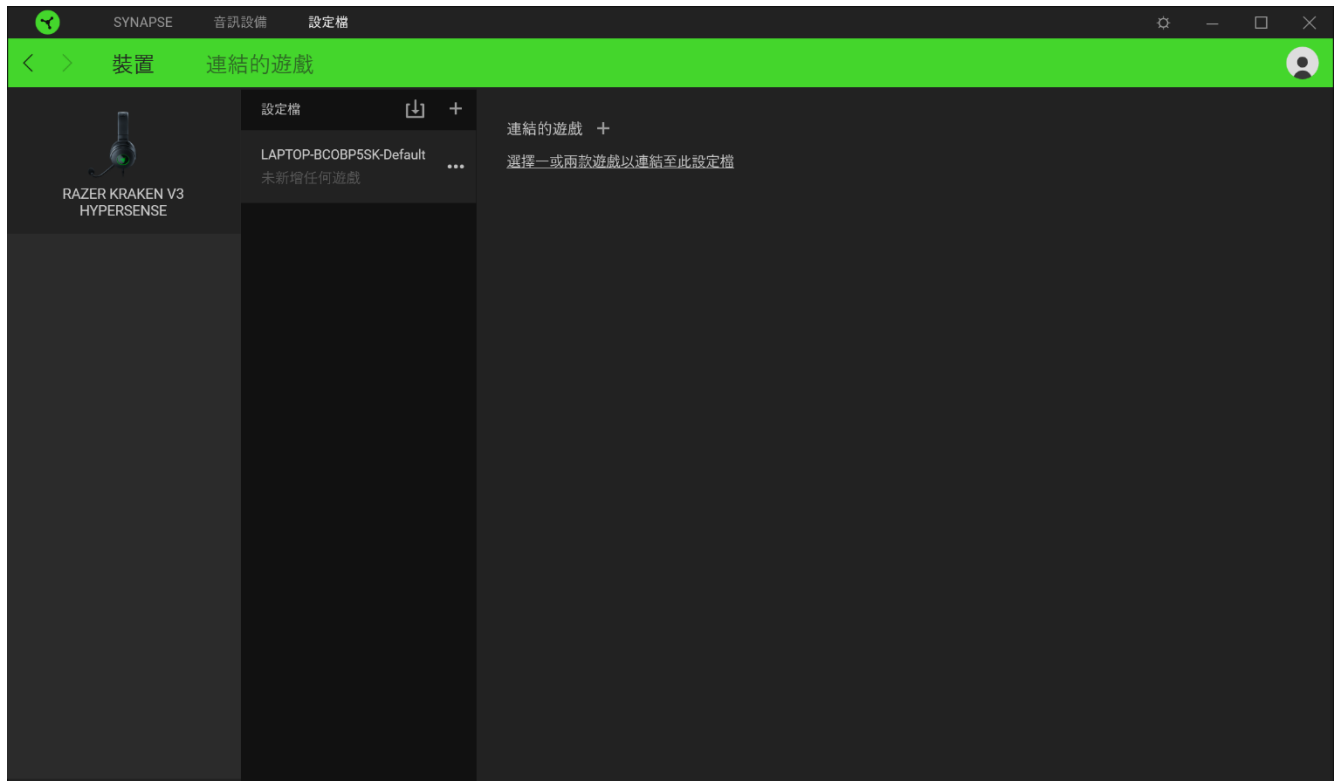 SYNAPSE 音訊設備 設定檔
裝置 連結的遊戲
RAZER KRAKEN V3
HYPERSENSE
設定檔
LAPTOP-BCOBP5SK-Default
未新增任何遊戲
連結的遊戲
選擇一或兩款遊戲以連結至此設定檔